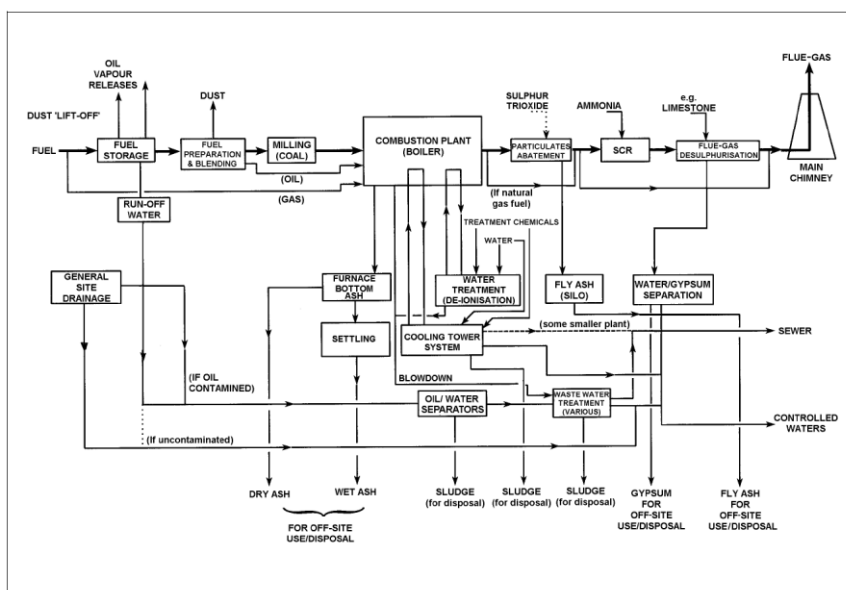 FLUE-GAS
OIL
VAPOUR
RELEASES
DUST
SULPHUR
TRIOXIDE
AMMONIA
e.g.
LIMESTONE
DUST 'LIFT-OFF'
FUEL
FUEL
STORAGE
FUEL
PREPARATION
& BLENDING
MILLING
(COAL)
COMBUSTION PLANT
(BOILER)
PARTICULATES
ABATEMENT
SCR
FLUE-GAS
DESULPHURISATION
MAIN
CHIMNEY
(OIL)
(GAS)
(If natural
gas fuel)
RUN-OFF
WATER
TREATMENT CHEMICALS
WATER
GENERAL
SITE
DRAINAGE
FURNACE
BOTTOM
ASH
WATER
TREATMENT
(DE-IONISATION)
FLY ASH
(SILO)
WATER/GYPSUM
SEPARATION
SETTLING
COOLING TOWER
SYSTEM
(some smaller plant)
SEWER
(IF OIL
CONTAMINED)
BLOWDOWN
OIL/ WATER
SEPARATORS
WASTE WATER
TREATMENT
(VARIOUS)
CONTROLLED
WATERS
(If uncontaminated)
DRY ASH
WET ASH
SLUDGE
(for disposal)
SLUDGE
(for disposal)
SLUDGE
(for disposal)
GYPSUM
FOR
OFF-SITE
USE/DISPOSAL
FLY ASH
FOR
OFF-SITE
USE/DISPOSAL
FOR OFF-SITE
USE/DISPOSAL